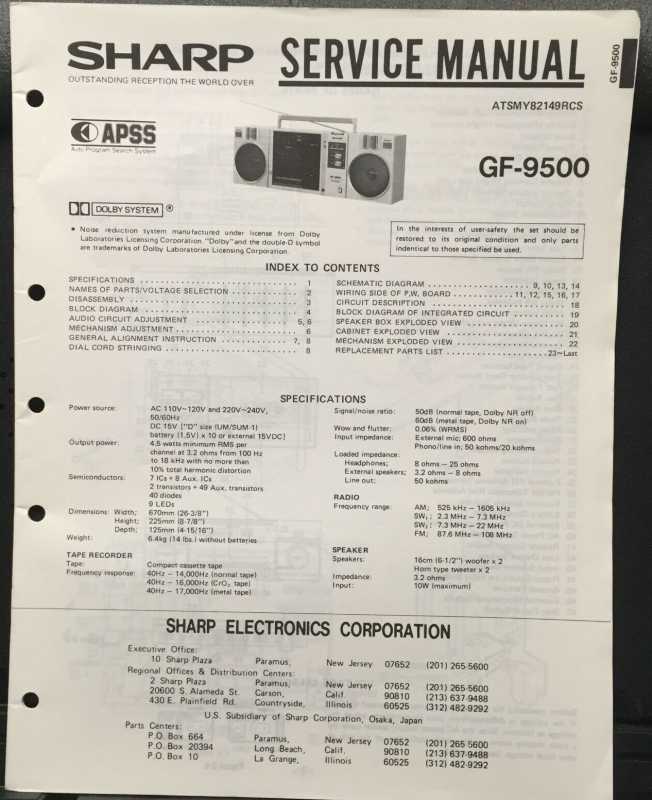 SHARP SERVICE MANUAL
OUTSTANDING RECEPTION THE WORLD OVER
GF-9500
ATSMY82149RCS
APSS
Auto Program Search System
GF-9500
DOLBY SYSTEM ®
* Noise reduction system manufactured under license from Dolby
Laboratories Licensing Corporation. "Dolby" and the double-D symbol
are trademarks of Dolby Laboratories Licensing Corporation.
In the interests of user-safety the set should be
restored to its original condition and only parts
indentical to those specified be used.
INDEX TO CONTENTS
SPECIFICATIONS . . . . . . . . . . . . . . . 1
NAMES OF PARTS/VOLTAGE SELECTION . . . . . . . . 2
DISASSEMBLY . . . . . . . . . . . . . . . 3
BLOCK DIAGRAM . . . . . . . . . . . . . . . 4
AUDIO CIRCUIT ADJUSTMENT . . . . . . . . . . 5, 6
MECHANISM ADJUSTMENT . . . . . . . . . . . . 6
GENERAL ALIGNMENT INSTRUCTION . . . . . . . . 7, 8
DIAL CORD STRINGING . . . . . . . . . . . . 8
SCHEMATIC DIAGRAM . . . . . . . . . . 9, 10, 13, 14
WIRING SIDE OF P.W. BOARD . . . . . . 11, 12, 15, 16, 17
CIRCUIT DESCRIPTION . . . . . . . . . . . . 18
BLOCK DIAGRAM OF INTEGRATED CIRCUIT . . . . . . 19
SPEAKER BOX EXPLODED VIEW . . . . . . . . . . 20
CABINET EXPLODED VIEW . . . . . . . . . . . . 21
MECHANISM EXPLODED VIEW . . . . . . . . . . . 22
REPLACEMENT PARTS LIST . . . . . . . . . . 23~Last
SPECIFICATIONS
Power source: AC 110V~120V and 220V~240V,
50/60Hz
DC 15V ["D" size (UM/SUM-1)
battery (1.5V) x 10 or external 15VDC]
Output power: 4.5 watts minimum RMS per
channel at 3.2 ohms from 100 Hz
to 18 kHz with no more than
10% total harmonic distortion
Semiconductors: 7 ICs + 8 Aux. ICs
2 transistors + 49 Aux. transistors
40 diodes
9 LEDs
Dimensions: Width; 670mm (26-3/8")
Height; 225mm (8-7/8")
Depth; 125mm (4-15/16")
Weight: 6.4kg (14 lbs.) without batteries
TAPE RECORDER
Tape: Compact cassette tape
Frequency response: 40Hz – 14,000Hz (normal tape)
40Hz – 16,000Hz (CrO2 tape)
40Hz – 17,000Hz (metal tape)
Signal/noise ratio: 50dB (normal tape, Dolby NR off)
60dB (metal tape, Dolby NR on)
Wow and flutter: 0.06% (WRMS)
Input impedance: External mic; 600 ohms
Phono/line in; 50 kohms/20 kohms
Loaded impedance:
Headphones; 8 ohms – 25 ohms
External speakers; 3.2 ohms – 8 ohms
Line out; 50 kohms
RADIO
Frequency range: AM; 525 kHz – 1605 kHz
SW1; 2.3 MHz – 7.3 MHz
SW2; 7.3 MHz – 22 MHz
FM; 87.6 MHz – 108 MHz
SPEAKER
Speakers: 16cm (6-1/2") woofer x 2
Horn type tweeter x 2
Impedance: 3.2 ohms
Input: 10W (maximum)
SHARP ELECTRONICS CORPORATION
Executive Office:
10 Sharp Plaza Paramus, New Jersey 07652 (201) 265-5600
Regional Offices & Distribution Centers:
2 Sharp Plaza Paramus, New Jersey 07652 (201) 265-5600
20600 S. Alameda St. Carson, Calif. 90810 (213) 637-9488
430 E. Plainfield Rd. Countryside, Illinois 60525 (312) 482-9292
U.S. Subsidiary of Sharp Corporation, Osaka, Japan
Parts Centers:
P.O. Box 664 Paramus, New Jersey 07652 (201) 265-5600
P.O. Box 20394 Long Beach, Calif. 90810 (213) 637-9488
P.O. Box 10 La Grange, Illinois 60525 (312) 482-9292